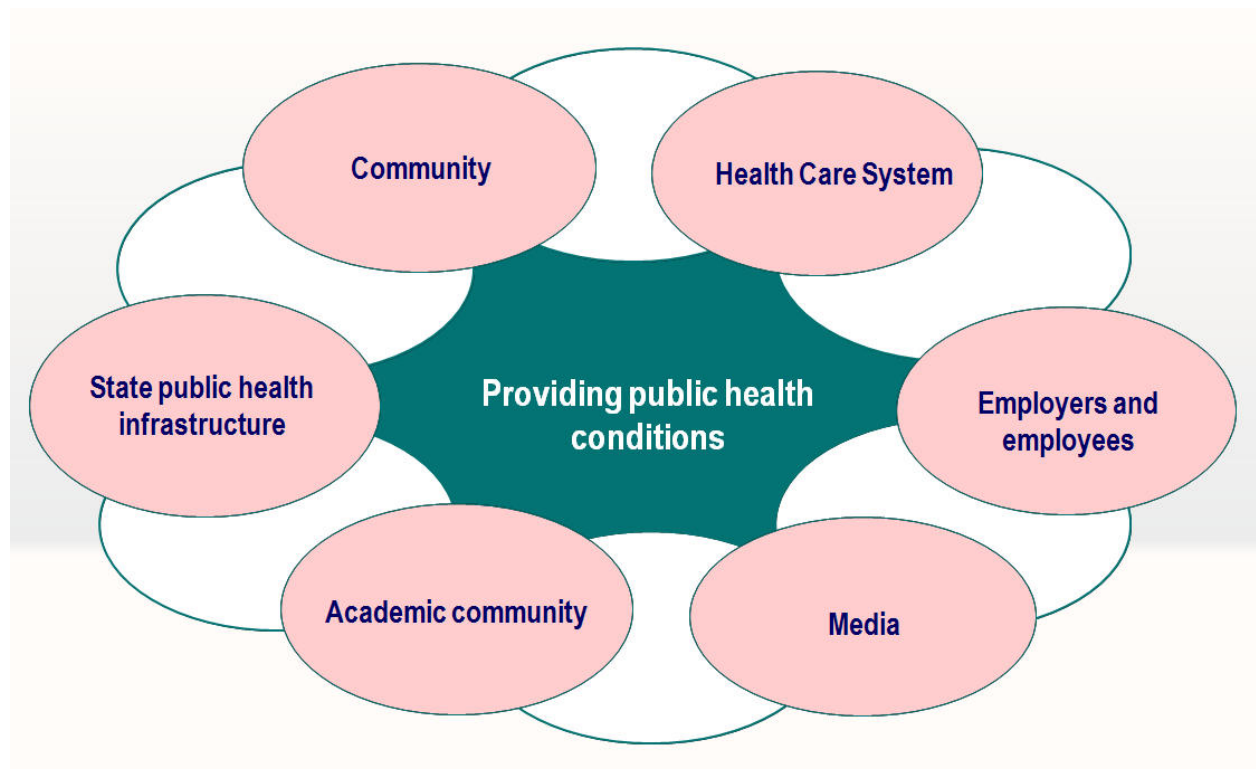 Community
Health Care System
State public health
infrastructure
Providing public health
conditions
Employers and
employees
Academic community
Media